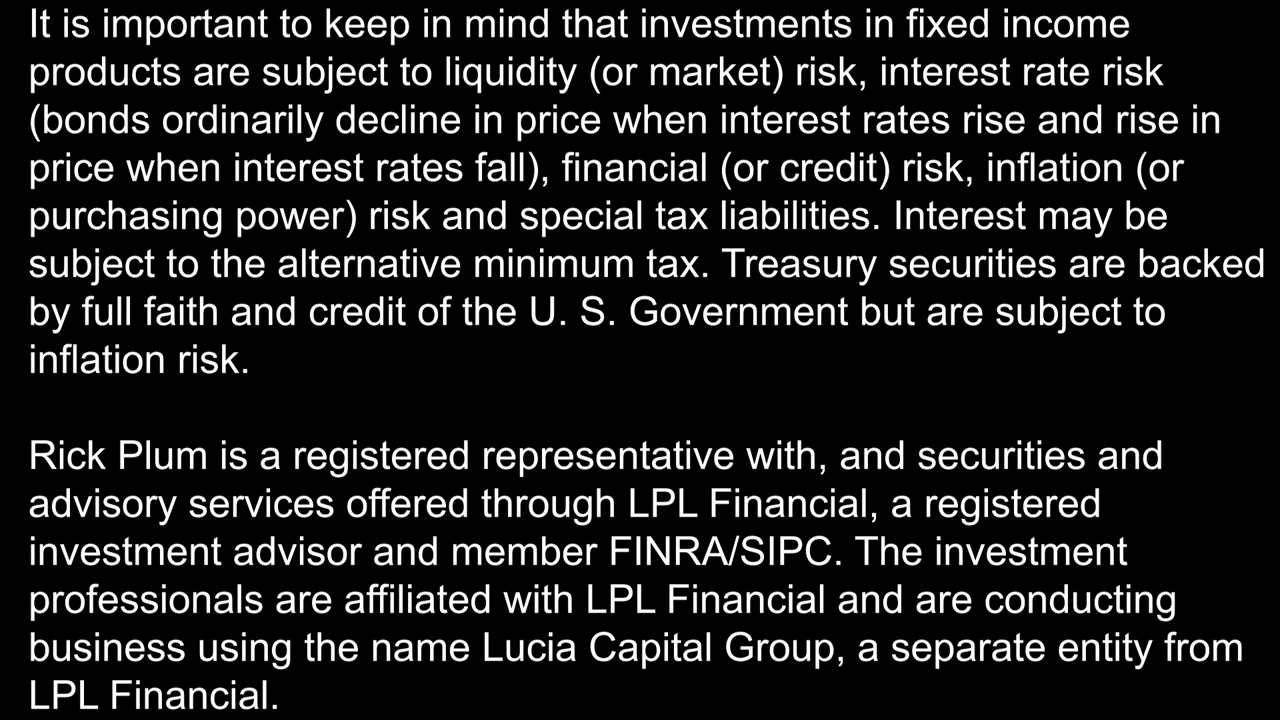 It is important to keep in mind that investments in fixed income
products are subject to liquidity (or market) risk, interest rate risk
(bonds ordinarily decline in price when interest rates rise and rise in
price when interest rates fall), financial (or credit) risk, inflation (or
purchasing power) risk and special tax liabilities. Interest may be
subject to the alternative minimum tax. Treasury securities are backed
by full faith and credit of the U. S. Government but are subject to
inflation risk.
Rick Plum is a registered representative with, and securities and
advisory services offered through LPL Financial, a registered
investment advisor and member FINRA/SIPC. The investment
professionals are affiliated with LPL Financial and are conducting
business using the name Lucia Capital Group, a separate entity from
LPL Financial.